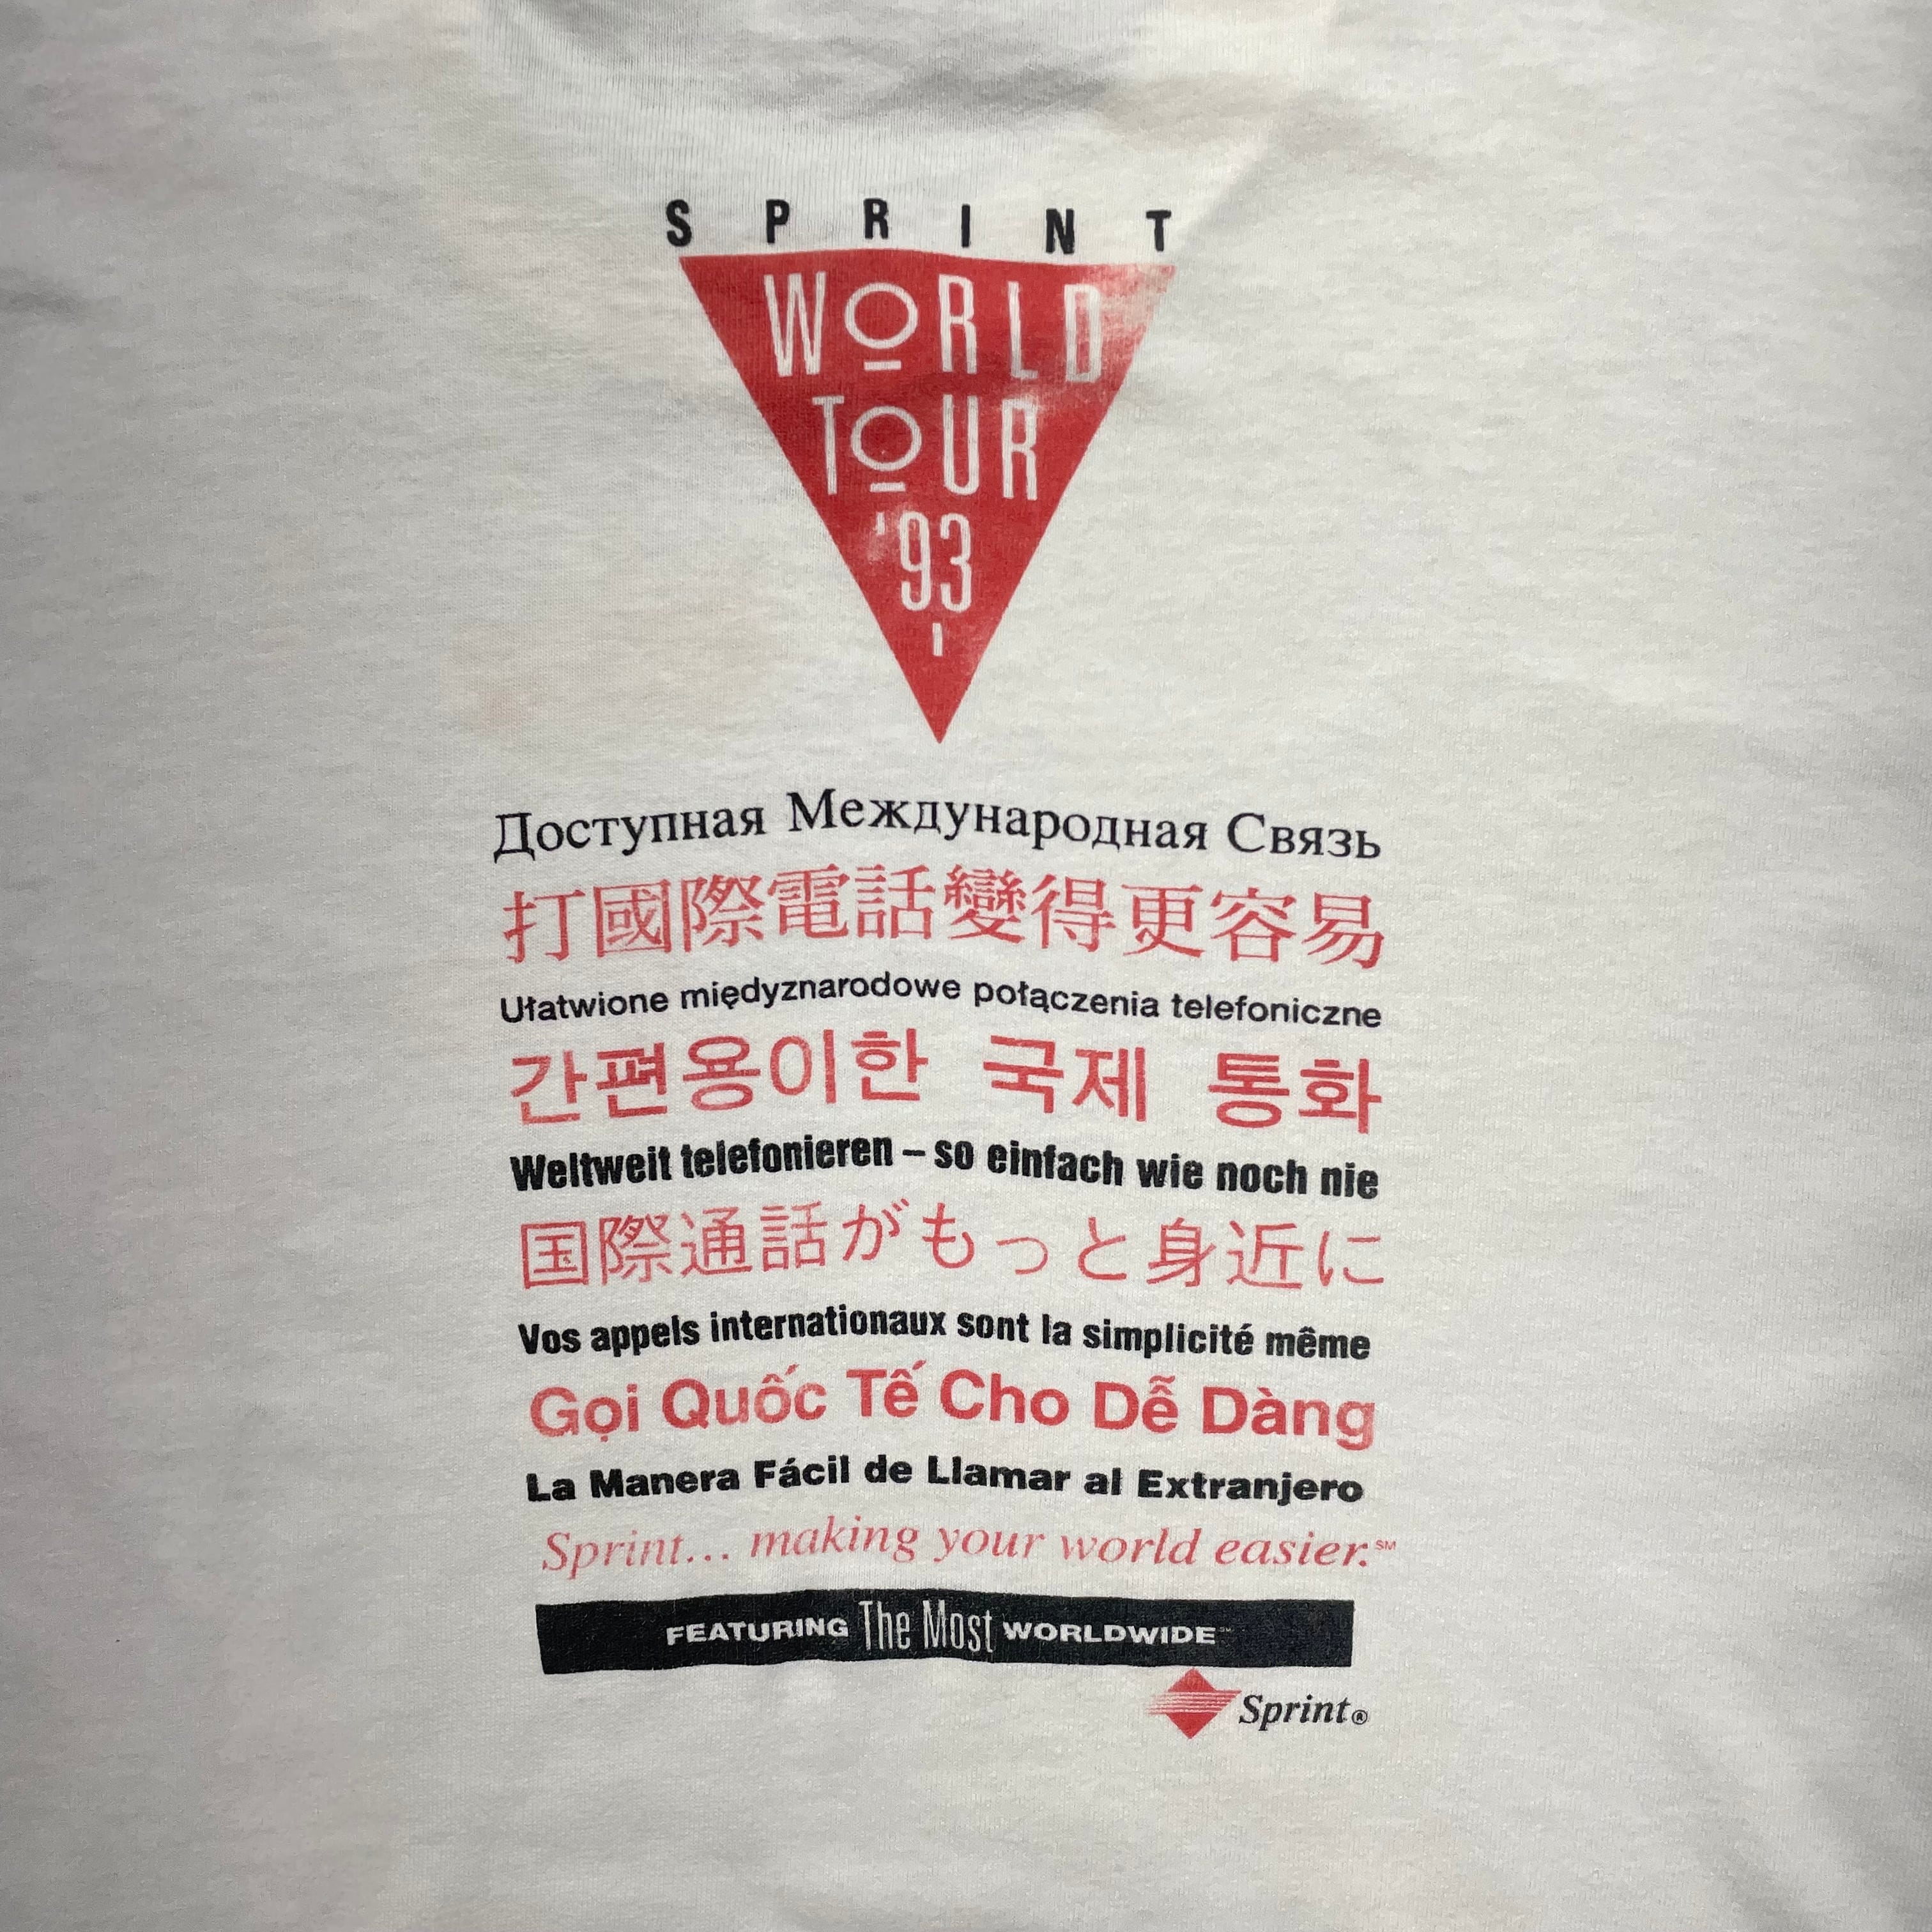 SPRINT
WORLD
TOUR
'93
Доступная Международная Связь
打國際電話變得更容易
Ułatwione międzynarodowe połączenia telefoniczne
간편용이한 국제 통화
Weltweit telefonieren – so einfach wie noch nie
国際通話がもっと身近に
Vos appels internationaux sont la simplicité même
Gọi Quốc Tế Cho Dễ Dàng
La Manera Fácil de Llamar al Extranjero
Sprint... making your world easier.℠
FEATURING The Most WORLDWIDE℠
Sprint®